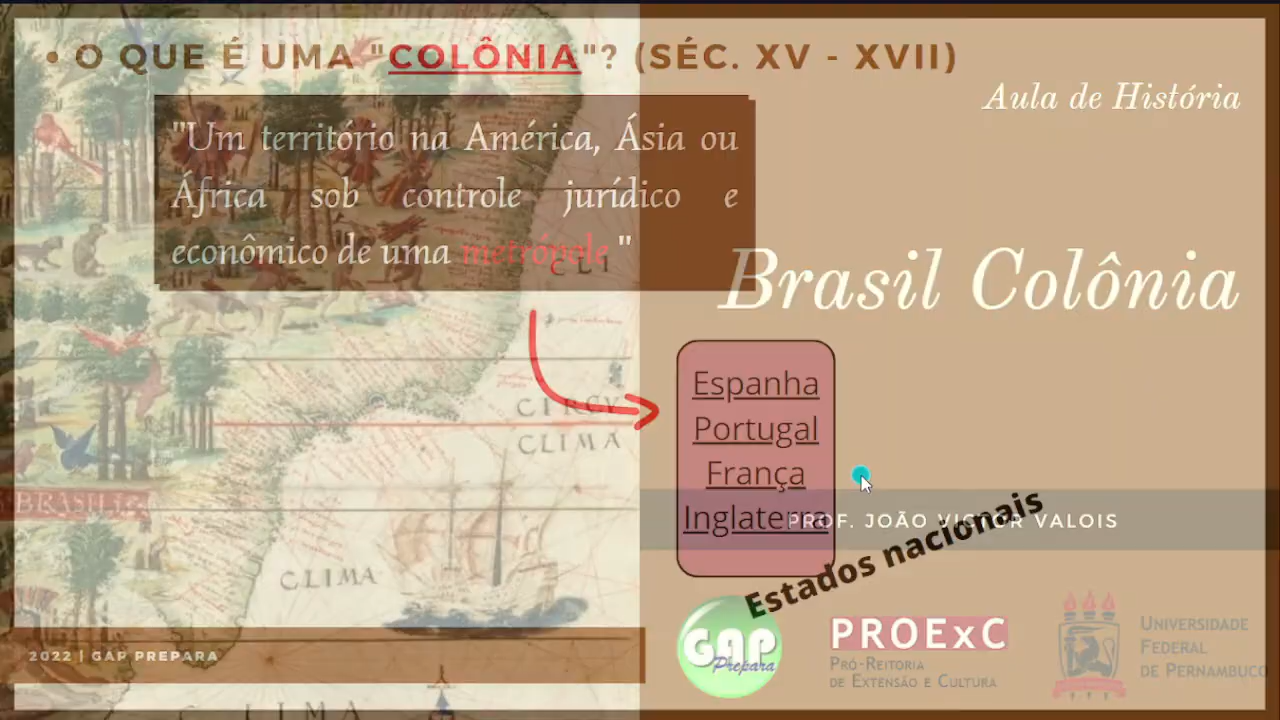 • O QUE É UMA "COLÔNIA"? (SÉC. XV - XVII)
Aula de História
"Um território na América, Ásia ou
África sob controle jurídico e
econômico de uma metrópole "
Brasil Colônia
Espanha
Portugal
França
Inglaterra
CLIMA
PROF. JOÃO VICTOR VALOIS
Estados nacionais
BRASIL
CLIMA
GAP
Prepara
PROExC
PRÓ-REITORIA
DE EXTENSÃO E CULTURA
UNIVERSIDADE
FEDERAL
DE PERNAMBUCO
2022 | GAP PREPARA